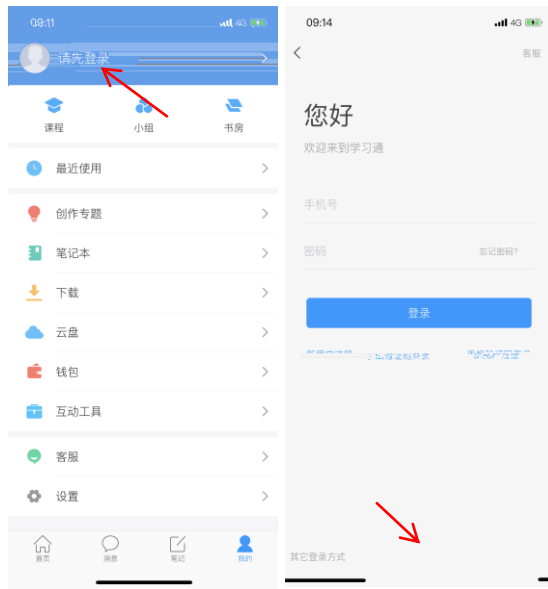 09:11
4G
请先登录
课程
小组
书房
最近使用
创作专题
笔记本
下载
云盘
钱包
互动工具
客服
设置
首页
消息
笔记
我的
09:14
4G
客服
您好
欢迎来到学习通
手机号
密码
忘记密码?
登录
其它登录方式